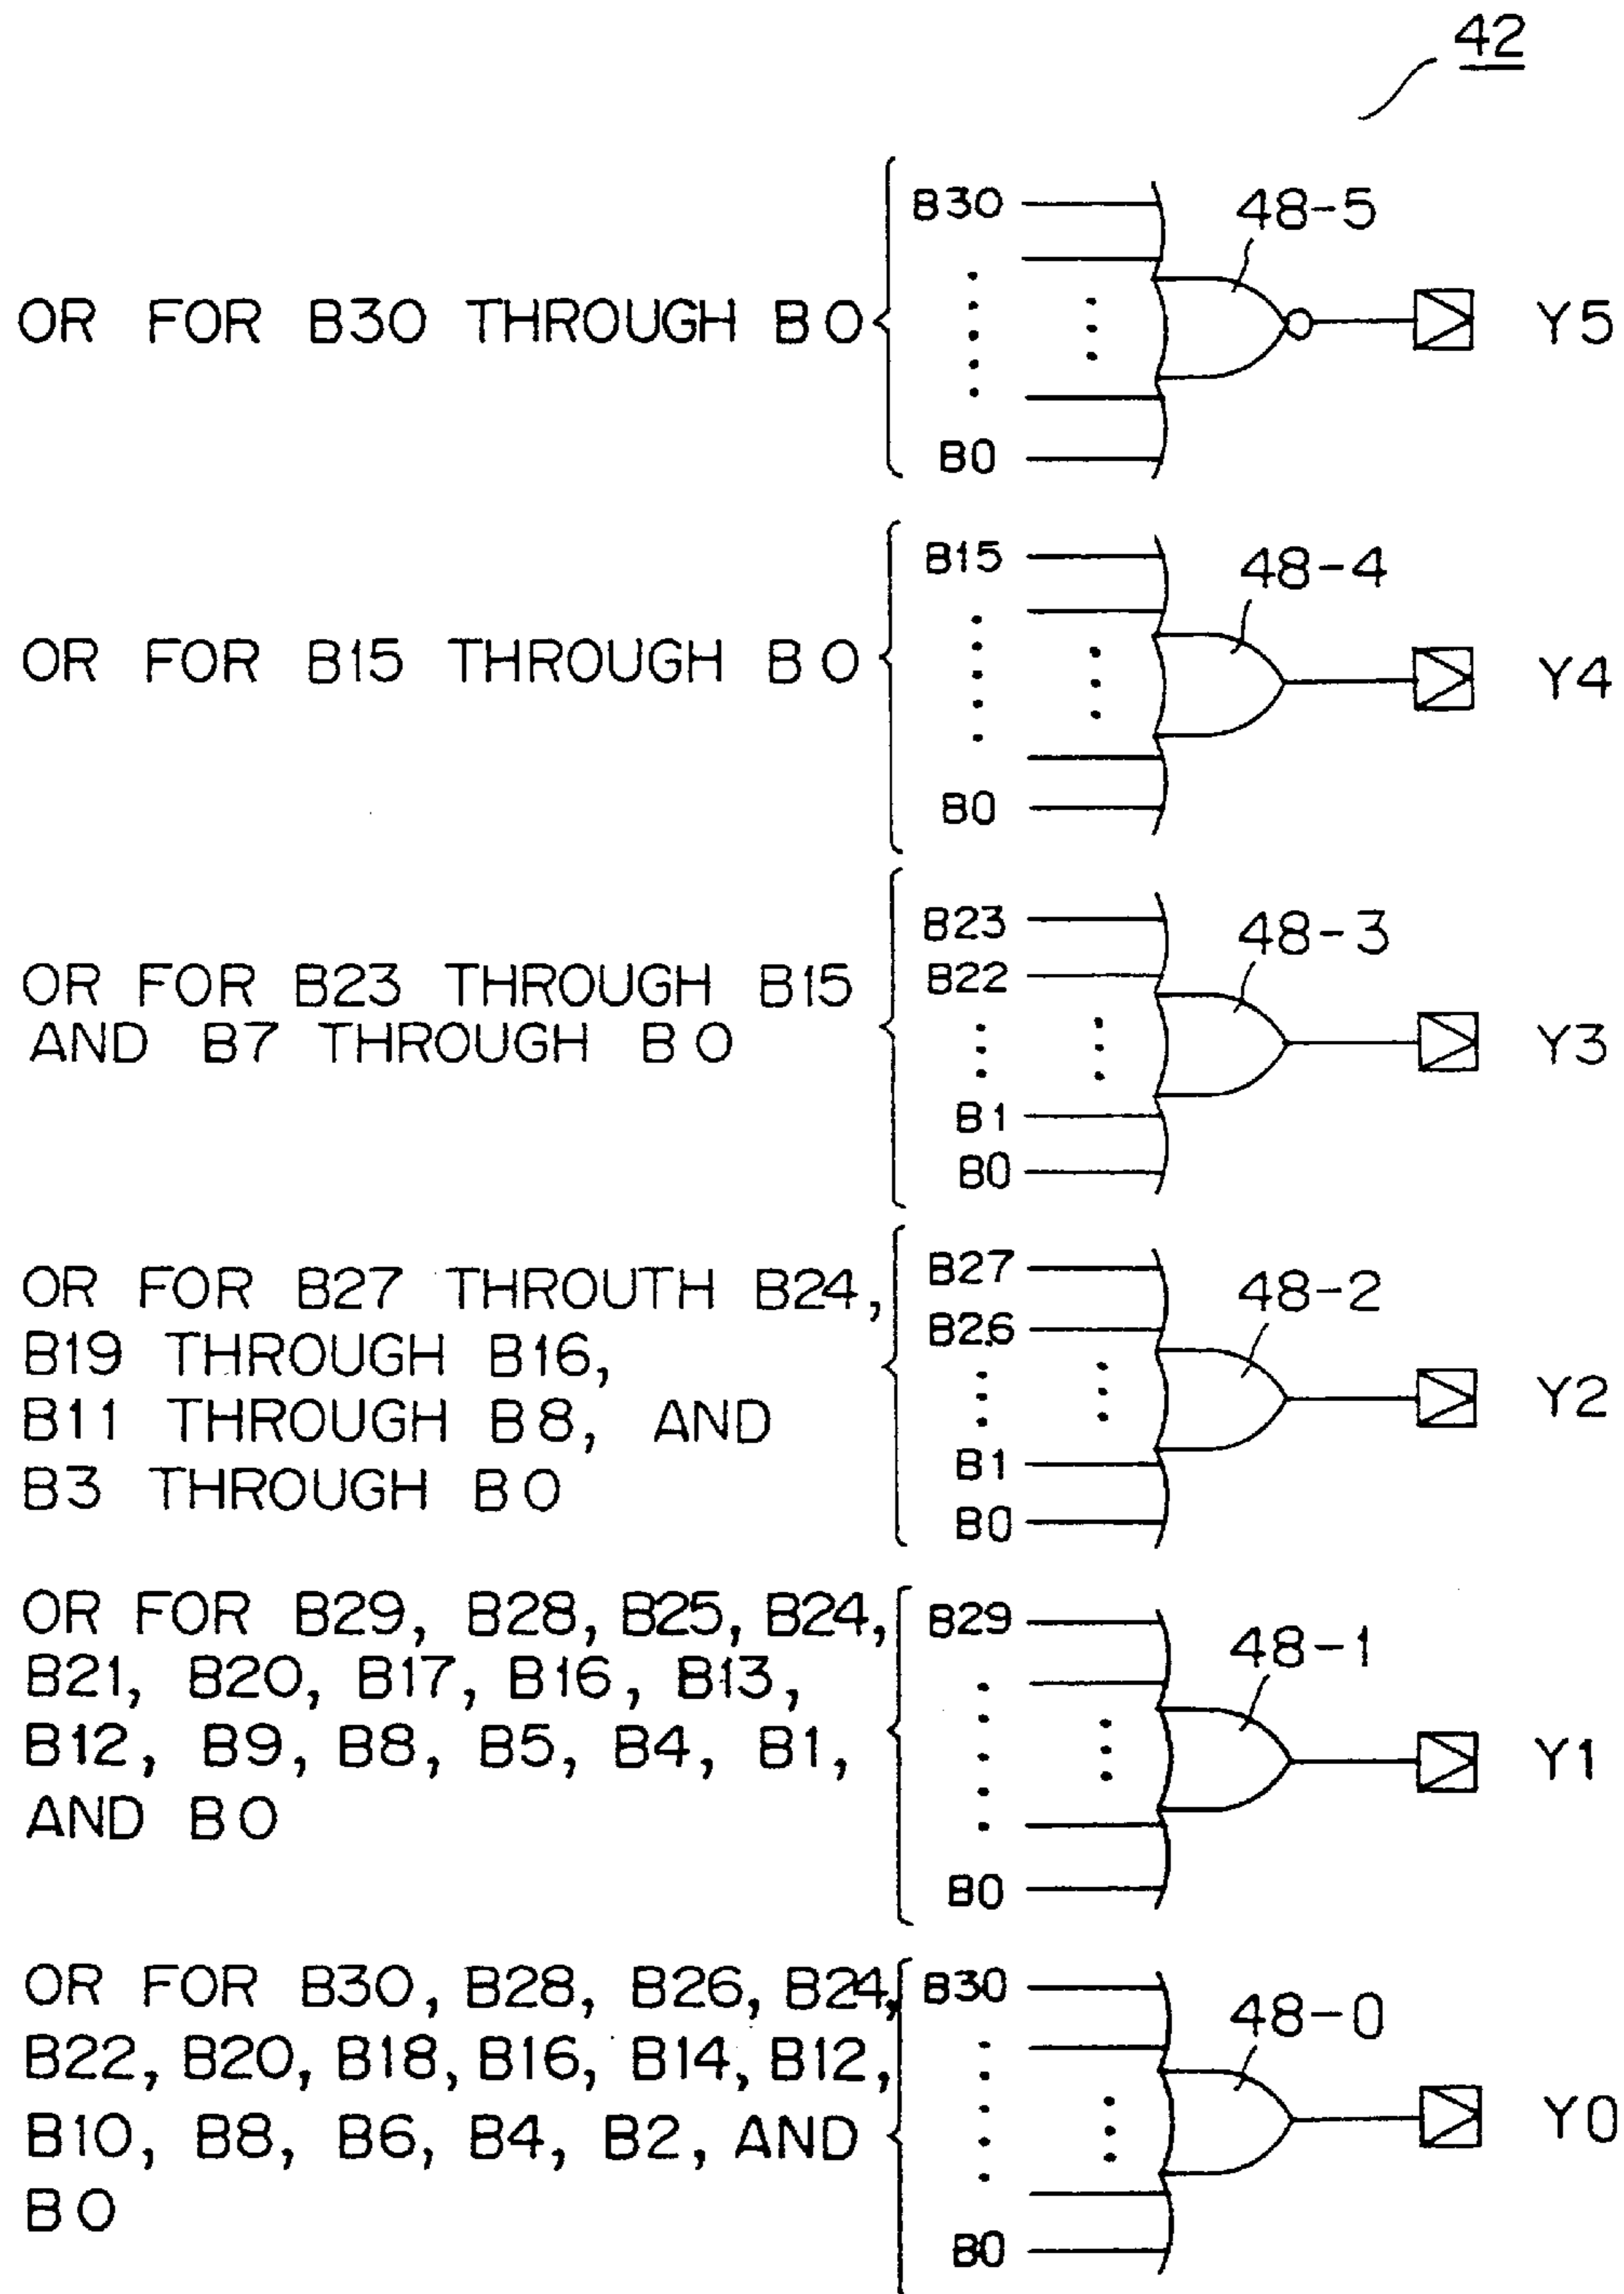 42
OR FOR B30 THROUGH B0
B30
B0
48-5
Y5
OR FOR B15 THROUGH B0
B15
B0
48-4
Y4
OR FOR B23 THROUGH B15
AND B7 THROUGH B0
B23
B22
B1
B0
48-3
Y3
OR FOR B27 THROUTH B24,
B19 THROUGH B16,
B11 THROUGH B8, AND
B3 THROUGH B0
B27
B26
B1
B0
48-2
Y2
OR FOR B29, B28, B25, B24,
B21, B20, B17, B16, B13,
B12, B9, B8, B5, B4, B1,
AND B0
B29
B0
48-1
Y1
OR FOR B30, B28, B26, B24,
B22, B20, B18, B16, B14, B12,
B10, B8, B6, B4, B2, AND
B0
B30
B0
48-0
Y0